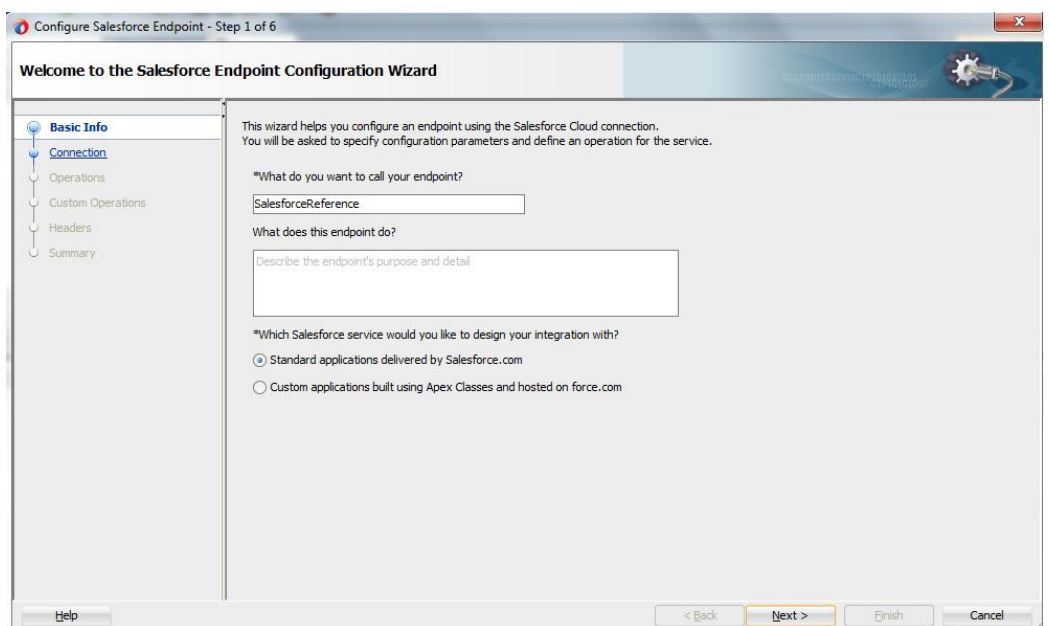 Configure Salesforce Endpoint - Step 1 of 6
Welcome to the Salesforce Endpoint Configuration Wizard
Basic Info
Connection
Operations
Custom Operations
Headers
Summary
This wizard helps you configure an endpoint using the Salesforce Cloud connection.
You will be asked to specify configuration parameters and define an operation for the service.
*What do you want to call your endpoint?
SalesforceReference
What does this endpoint do?
Describe the endpoint's purpose and detail
*Which Salesforce service would you like to design your integration with?
Standard applications delivered by Salesforce.com
Custom applications built using Apex Classes and hosted on force.com
Help
< Back
Next >
Finish
Cancel